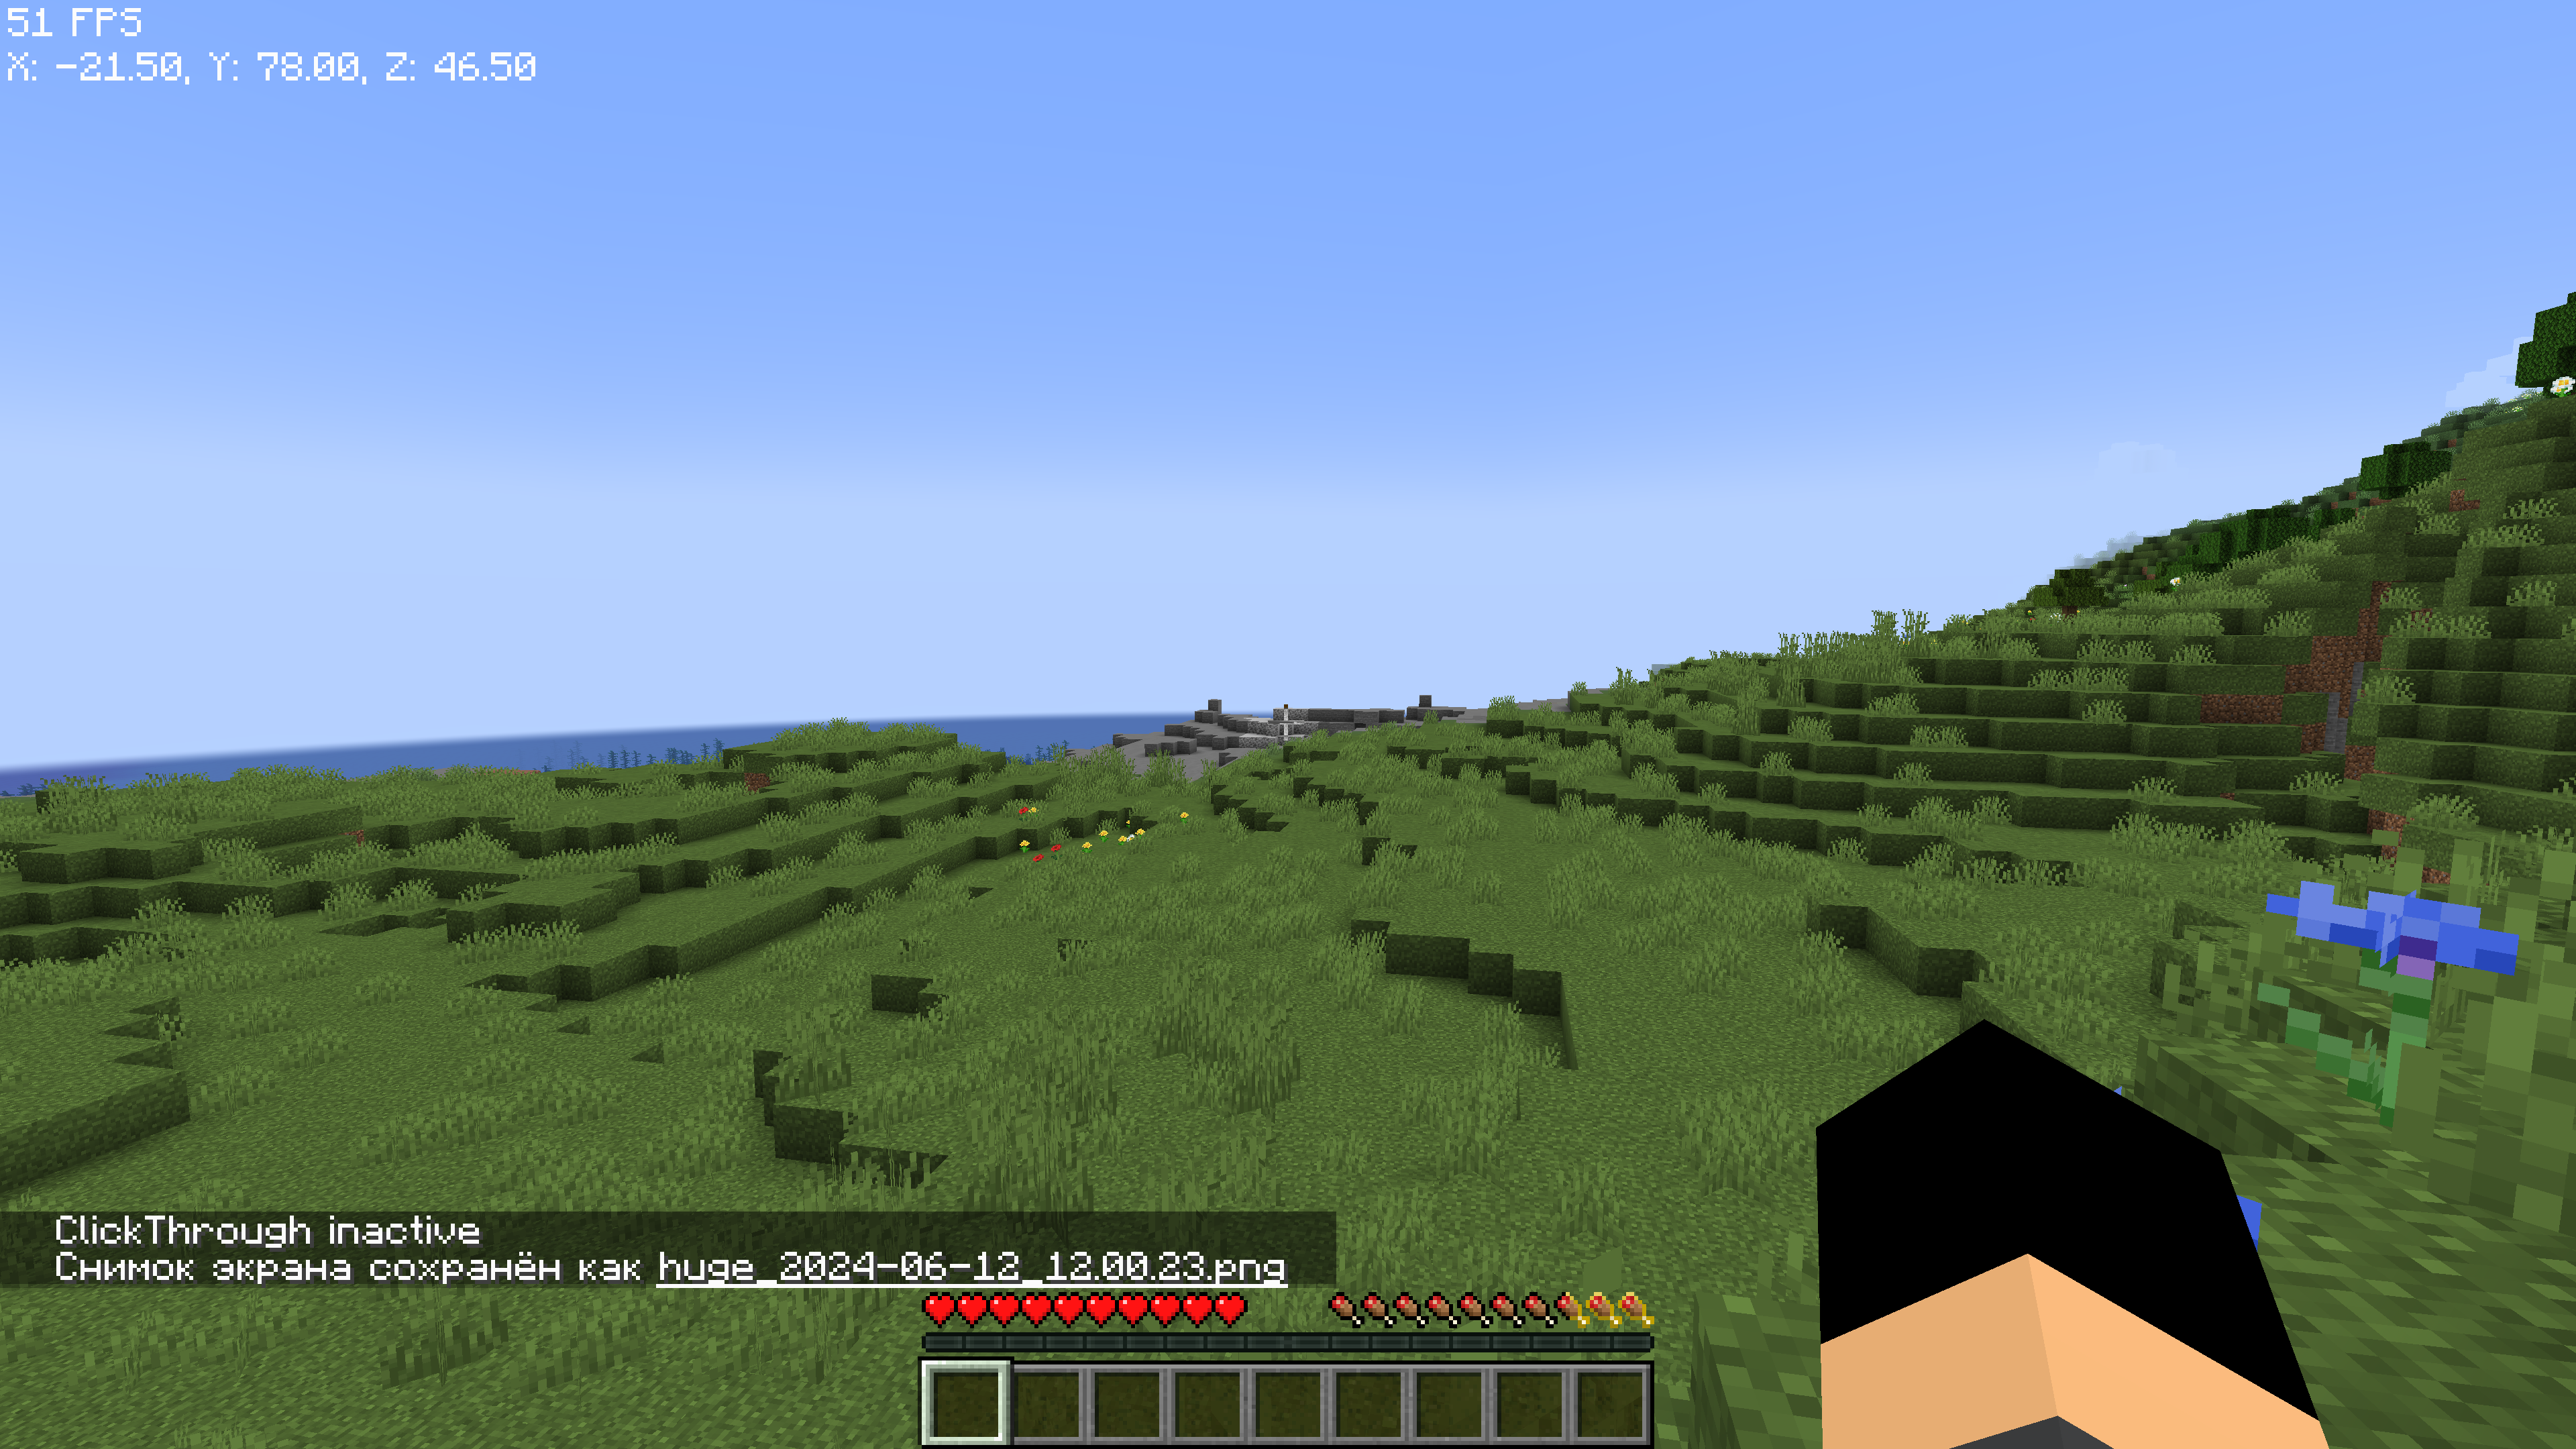 51 FPS
X: -21.50, Y: 78.00, Z: 46.50
ClickThrough inactive
Снимок экрана сохранён как huge_2024-06-12_12.00.23.png